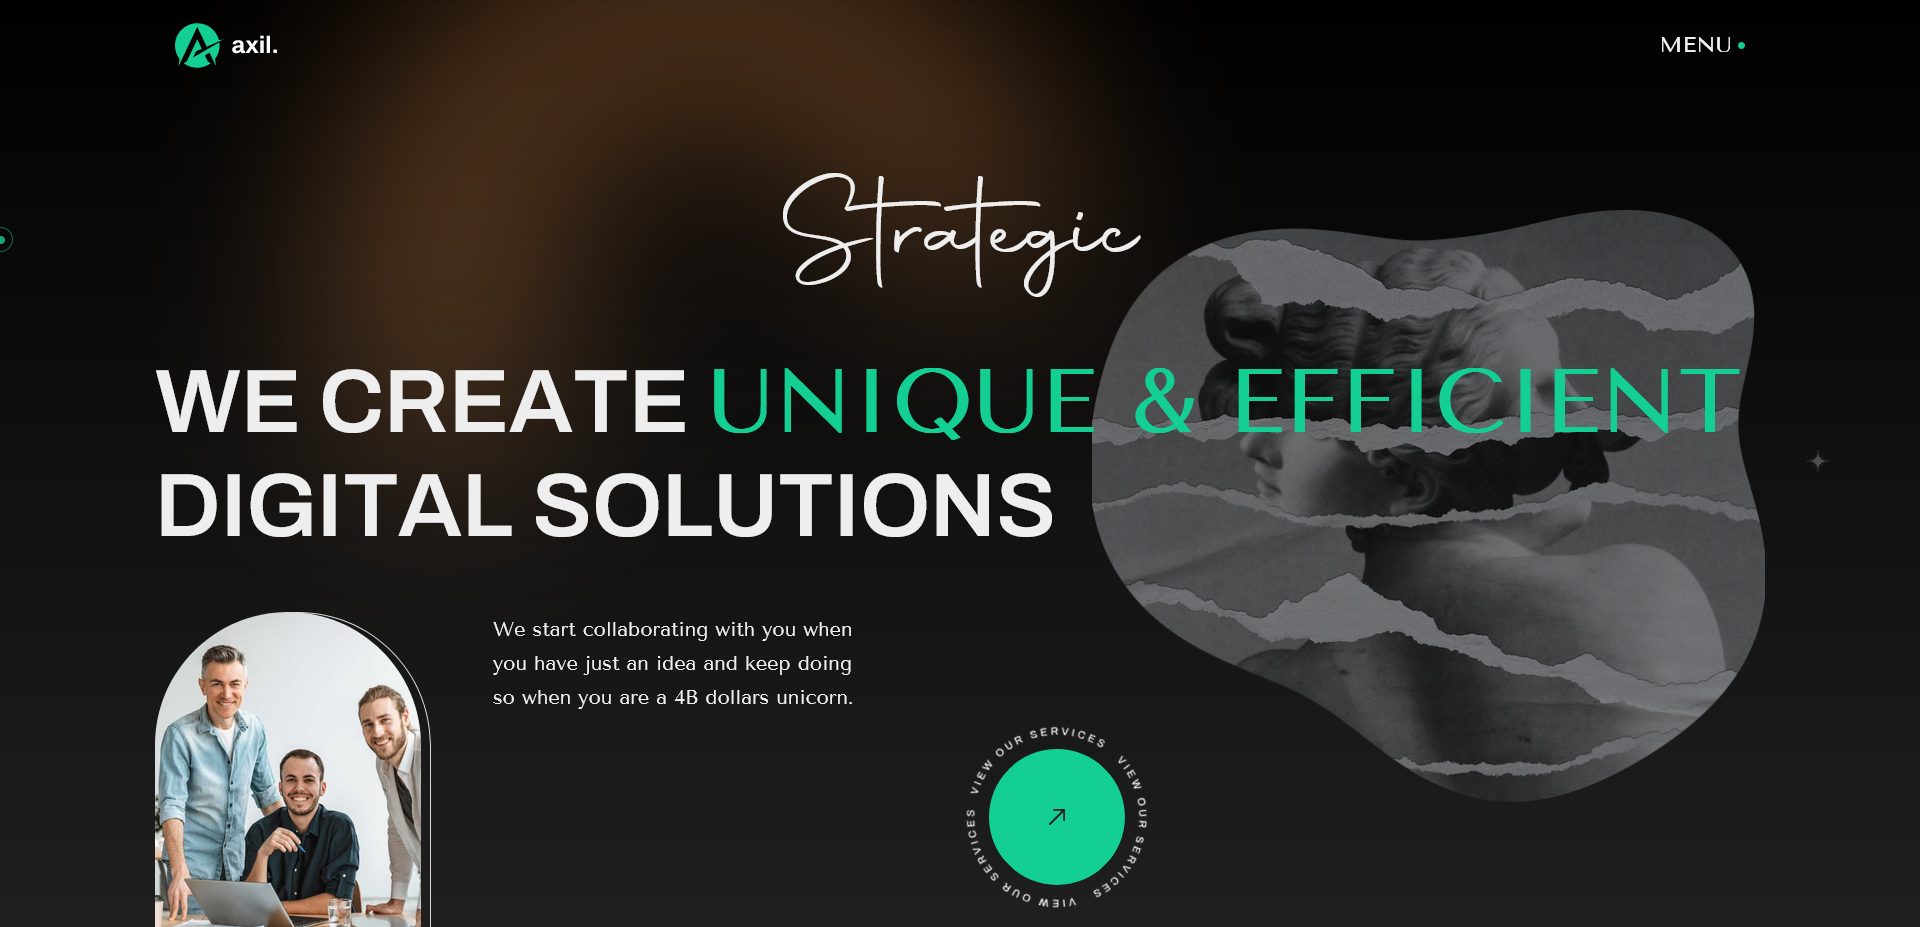 axil.
MENU
Strategic
WE CREATE UNIQUE & EFFICIENT
DIGITAL SOLUTIONS
We start collaborating with you when
you have just an idea and keep doing
so when you are a 4B dollars unicorn.
VIEW OUR SERVICES VIEW OUR SERVICES VIEW OUR SERVICES